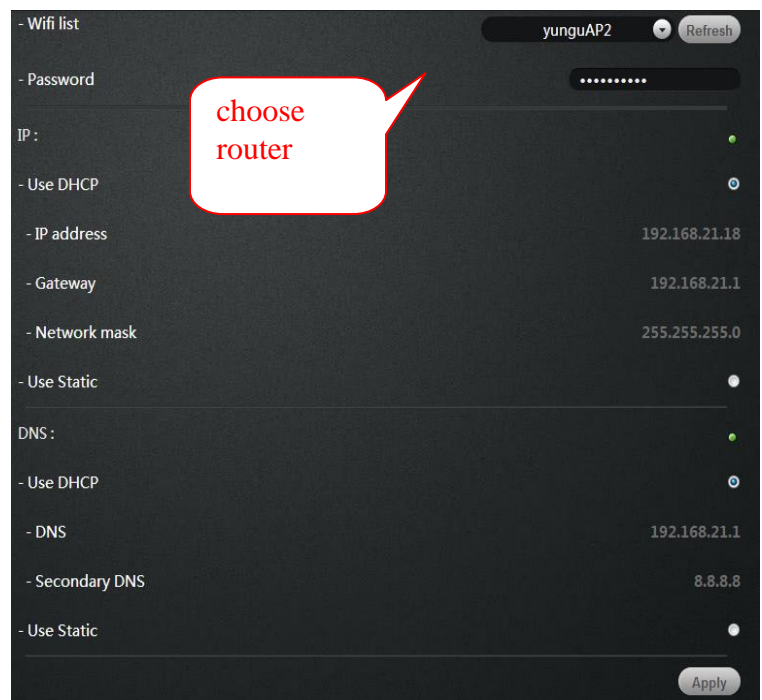 - Wifi list
yunguAP2
Refresh
- Password
••••••••••
choose
router
IP :
- Use DHCP
- IP address
192.168.21.18
- Gateway
192.168.21.1
- Network mask
255.255.255.0
- Use Static
DNS :
- Use DHCP
- DNS
192.168.21.1
- Secondary DNS
8.8.8.8
- Use Static
Apply